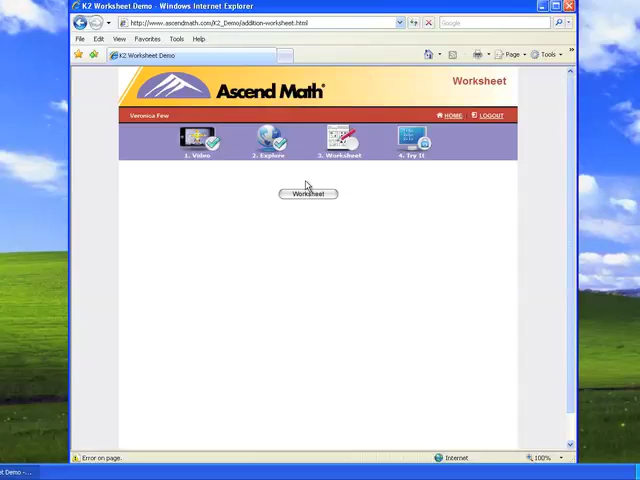 K2 Worksheet Demo - Windows Internet Explorer
http://www.ascendmath.com/K2_Demo/addition-worksheet.html
Google
File Edit View Favorites Tools Help
K2 Worksheet Demo
Page Tools
Ascend Math®
Worksheet
Veronica Few
HOME LOGOUT
1. Video 2. Explore 3. Worksheet 4. Try It
Worksheet
Error on page.
Internet
100%
et Demo -...